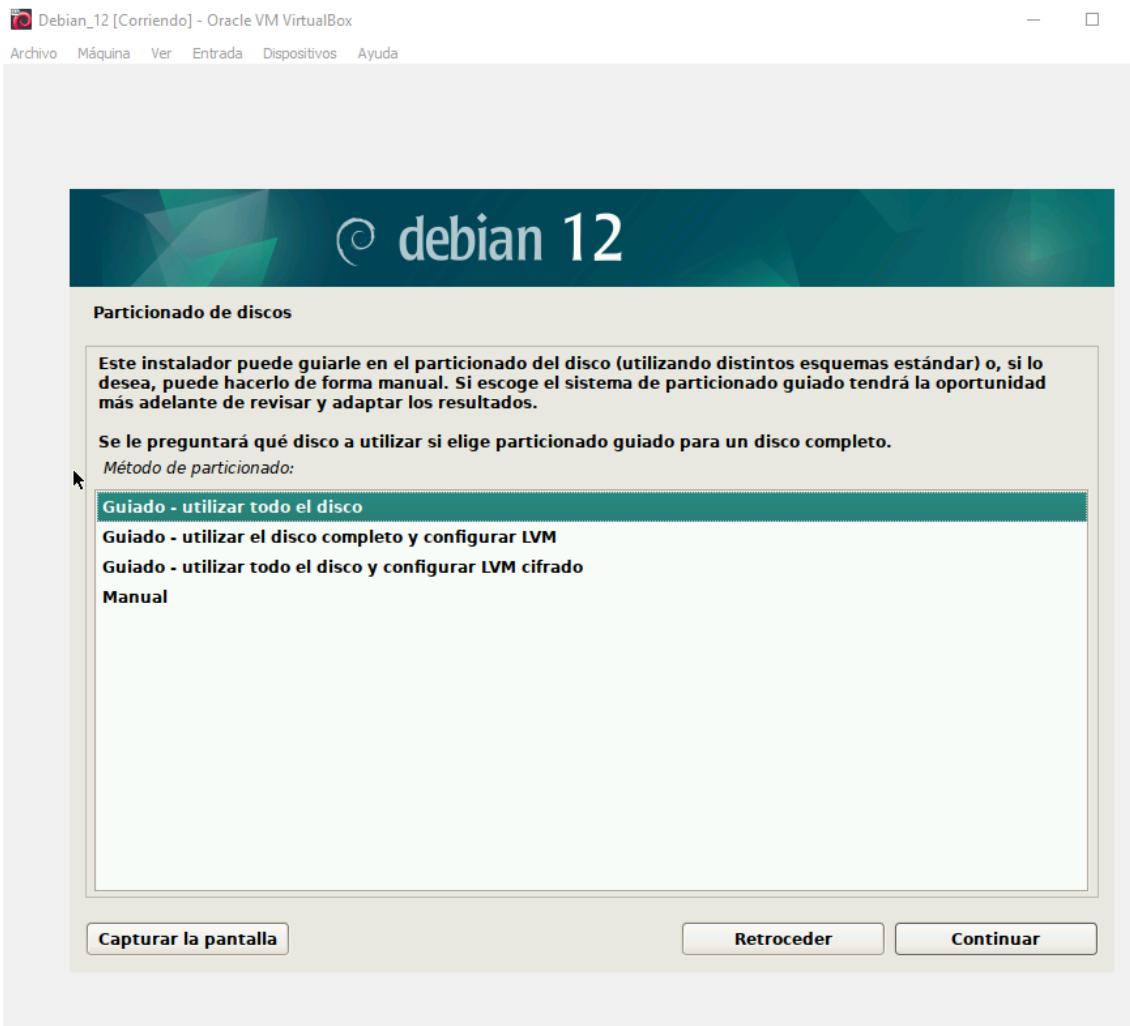 Debian_12 [Corriendo] - Oracle VM VirtualBox
Archivo Máquina Ver Entrada Dispositivos Ayuda
debian 12
Particionado de discos
Este instalador puede guiarle en el particionado del disco (utilizando distintos esquemas estándar) o, si lo
desea, puede hacerlo de forma manual. Si escoge el sistema de particionado guiado tendrá la oportunidad
más adelante de revisar y adaptar los resultados.
Se le preguntará qué disco a utilizar si elige particionado guiado para un disco completo.
Método de particionado:
Guiado - utilizar todo el disco
Guiado - utilizar el disco completo y configurar LVM
Guiado - utilizar todo el disco y configurar LVM cifrado
Manual
Capturar la pantalla
Retroceder
Continuar